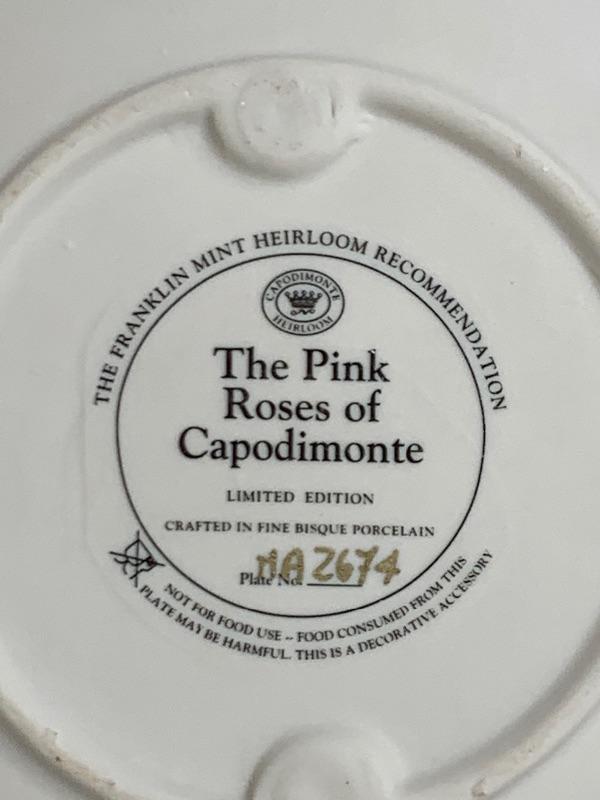 THE FRANKLIN MINT HEIRLOOM RECOMMENDATION
CAPODIMONTE
HEIRLOOM
The Pink
Roses of
Capodimonte
LIMITED EDITION
CRAFTED IN FINE BISQUE PORCELAIN
Plate No. MA2674
NOT FOR FOOD USE – FOOD CONSUMED FROM THIS
PLATE MAY BE HARMFUL. THIS IS A DECORATIVE ACCESSORY